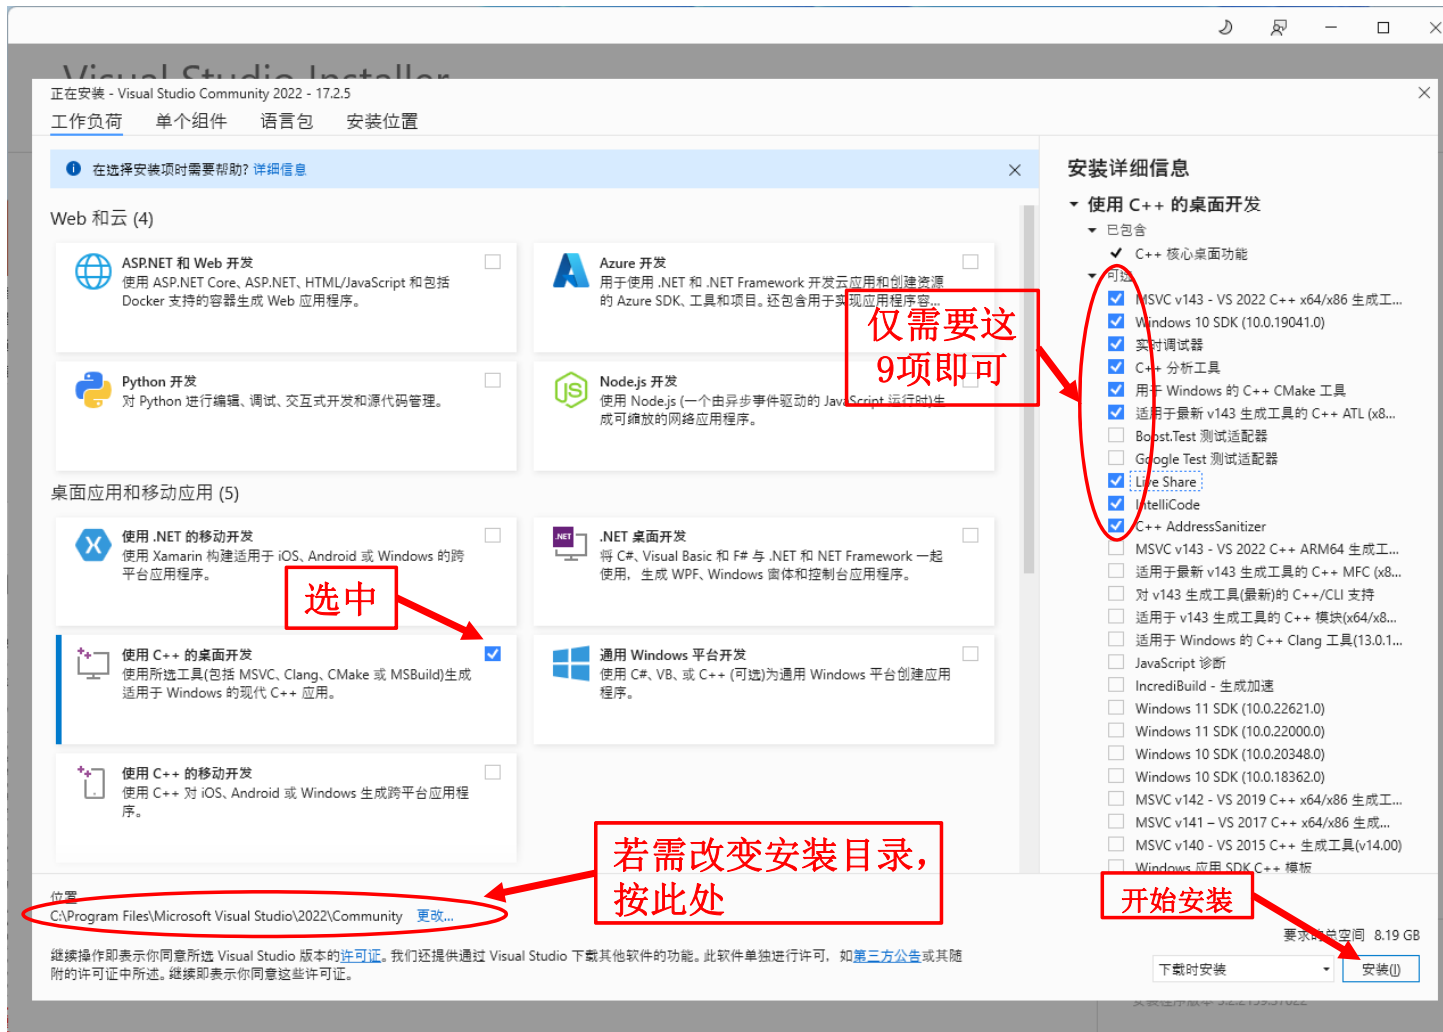 Visual Studio Installer
正在安装 - Visual Studio Community 2022 - 17.2.5
工作负荷 单个组件 语言包 安装位置
在选择安装项时需要帮助? 详细信息
Web 和云 (4)
ASP.NET 和 Web 开发
使用 ASP.NET Core、ASP.NET、HTML/JavaScript 和包括
Docker 支持的容器生成 Web 应用程序。
Azure 开发
用于使用 .NET 和 .NET Framework 开发云应用和创建资源
的 Azure SDK、工具和项目。还包含用于实现应用程序容...
Python 开发
对 Python 进行编辑、调试、交互式开发和源代码管理。
Node.js 开发
使用 Node.js (一个由异步事件驱动的 JavaScript 运行时)生
成可缩放的网络应用程序。
仅需要这
9项即可
桌面应用和移动应用 (5)
使用 .NET 的移动开发
使用 Xamarin 构建适用于 iOS、Android 或 Windows 的跨
平台应用程序。
.NET
.NET 桌面开发
将 C#、Visual Basic 和 F# 与 .NET 和 NET Framework 一起
使用，生成 WPF、Windows 窗体和控制台应用程序。
选中
使用 C++ 的桌面开发
使用所选工具(包括 MSVC、Clang、CMake 或 MSBuild)生成
适用于 Windows 的现代 C++ 应用。
通用 Windows 平台开发
使用 C#、VB、或 C++ (可选)为通用 Windows 平台创建应用
程序。
使用 C++ 的移动开发
使用 C++ 对 iOS、Android 或 Windows 生成跨平台应用程
序。
若需改变安装目录，
按此处
位置
C:\Program Files\Microsoft Visual Studio\2022\Community 更改...
继续操作即表示你同意所选 Visual Studio 版本的许可证。我们还提供通过 Visual Studio 下载其他软件的功能。此软件单独进行许可，如第三方公告或其随
附的许可证中所述。继续即表示你同意这些许可证。
安装详细信息
使用 C++ 的桌面开发
已包含
C++ 核心桌面功能
可选
MSVC v143 - VS 2022 C++ x64/x86 生成工...
Windows 10 SDK (10.0.19041.0)
实时调试器
C++ 分析工具
用于 Windows 的 C++ CMake 工具
适用于最新 v143 生成工具的 C++ ATL (x8...
Boost.Test 测试适配器
Google Test 测试适配器
Live Share
IntelliCode
C++ AddressSanitizer
MSVC v143 - VS 2022 C++ ARM64 生成工...
适用于最新 v143 生成工具的 C++ MFC (x8...
对 v143 生成工具(最新)的 C++/CLI 支持
适用于 v143 生成工具的 C++ 模块(x64/x8...
适用于 Windows 的 C++ Clang 工具(13.0.1...
JavaScript 诊断
IncrediBuild - 生成加速
Windows 11 SDK (10.0.22621.0)
Windows 11 SDK (10.0.22000.0)
Windows 10 SDK (10.0.20348.0)
Windows 10 SDK (10.0.18362.0)
MSVC v142 - VS 2019 C++ x64/x86 生成工...
MSVC v141 – VS 2017 C++ x64/x86 生成...
MSVC v140 - VS 2015 C++ 生成工具(v14.00)
Windows 应用 SDK C++ 模板
开始安装
要求的总空间 8.19 GB
下载时安装 安装(I)